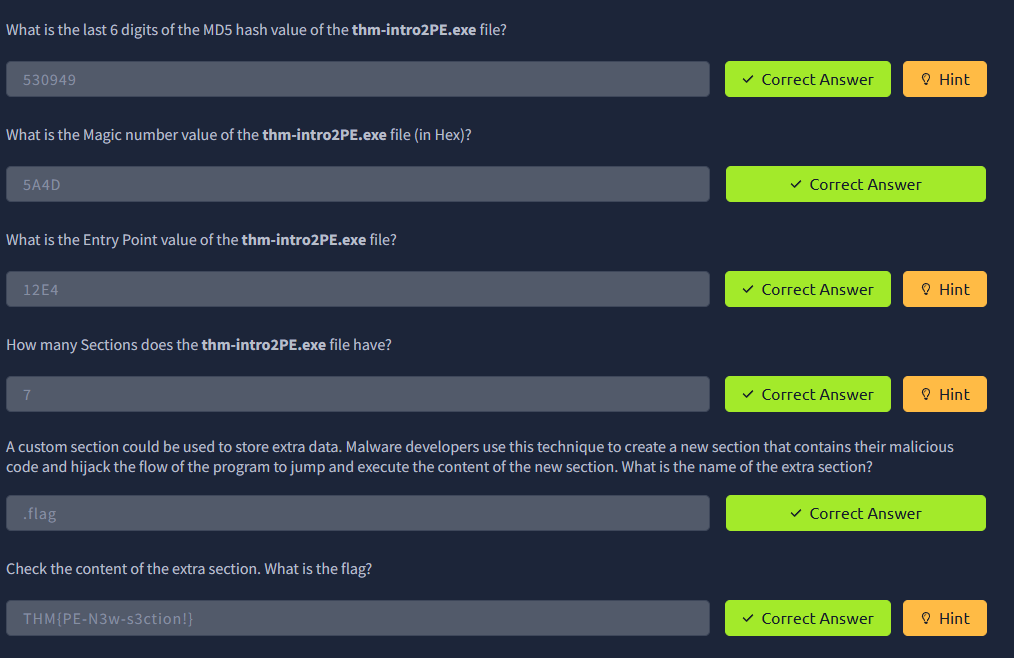 What is the last 6 digits of the MD5 hash value of the thm-intro2PE.exe file?
530949
Correct Answer
Hint
What is the Magic number value of the thm-intro2PE.exe file (in Hex)?
5A4D
Correct Answer
What is the Entry Point value of the thm-intro2PE.exe file?
12E4
Correct Answer
Hint
How many Sections does the thm-intro2PE.exe file have?
7
Correct Answer
Hint
A custom section could be used to store extra data. Malware developers use this technique to create a new section that contains their malicious
code and hijack the flow of the program to jump and execute the content of the new section. What is the name of the extra section?
.flag
Correct Answer
Check the content of the extra section. What is the flag?
THM{PE-N3w-s3ction!}
Correct Answer
Hint